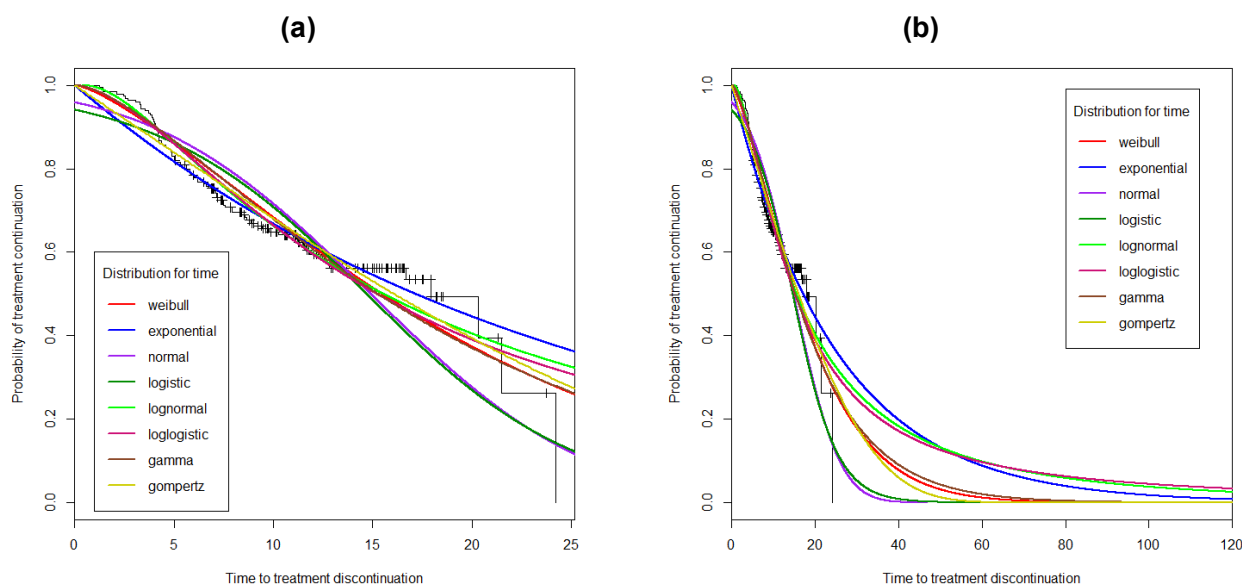 (a)
(b)
Probability of treatment continuation
1.0
0.8
0.6
0.4
0.2
0.0
Distribution for time
weibull
exponential
normal
logistic
lognormal
loglogistic
gamma
gompertz
0 5 10 15 20 25
Time to treatment discontinuation
Probability of treatment continuation
1.0
0.8
0.6
0.4
0.2
0.0
Distribution for time
weibull
exponential
normal
logistic
lognormal
loglogistic
gamma
gompertz
0 20 40 60 80 100 120
Time to treatment discontinuation